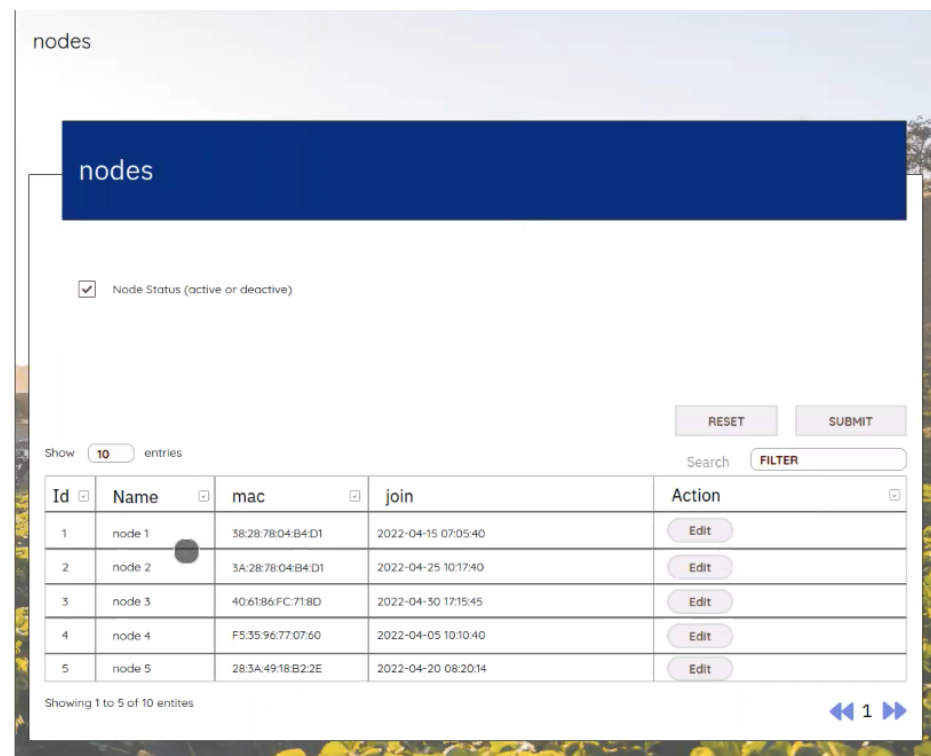 nodes
nodes
Node Status (active or deactive)
RESET SUBMIT
Show 10 entries Search FILTER
Id Name mac join Action
1 node 1 38:28:78:04:B4:D1 2022-04-15 07:05:40 Edit
2 node 2 3A:28:78:04:B4:D1 2022-04-25 10:17:40 Edit
3 node 3 40:61:86:FC:71:8D 2022-04-30 17:15:45 Edit
4 node 4 F5:35:96:77:07:60 2022-04-05 10:10:40 Edit
5 node 5 28:3A:49:18:B2:2E 2022-04-20 08:20:14 Edit
Showing 1 to 5 of 10 entites
1